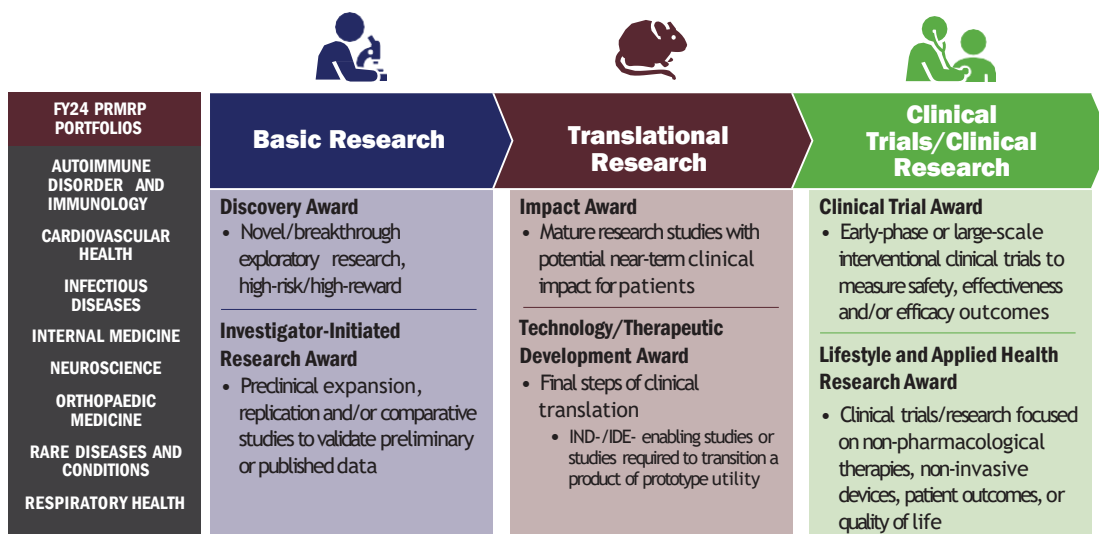 FY24 PRMRP
PORTFOLIOS
AUTOIMMUNE
DISORDER AND
IMMUNOLOGY
CARDIOVASCULAR
HEALTH
INFECTIOUS
DISEASES
INTERNAL MEDICINE
NEUROSCIENCE
ORTHOPAEDIC
MEDICINE
RARE DISEASES AND
CONDITIONS
RESPIRATORY HEALTH
Basic Research
Discovery Award
• Novel/breakthrough
exploratory research,
high-risk/high-reward
Investigator-Initiated
Research Award
• Preclinical expansion,
replication and/or comparative
studies to validate preliminary
or published data
Translational
Research
Impact Award
• Mature research studies with
potential near-term clinical
impact for patients
Technology/Therapeutic
Development Award
• Final steps of clinical
translation
• IND-/IDE- enabling studies or
studies required to transition a
product of prototype utility
Clinical
Trials/Clinical
Research
Clinical Trial Award
• Early-phase or large-scale
interventional clinical trials to
measure safety, effectiveness
and/or efficacy outcomes
Lifestyle and Applied Health
Research Award
• Clinical trials/research focused
on non-pharmacological
therapies, non-invasive
devices, patient outcomes, or
quality of life